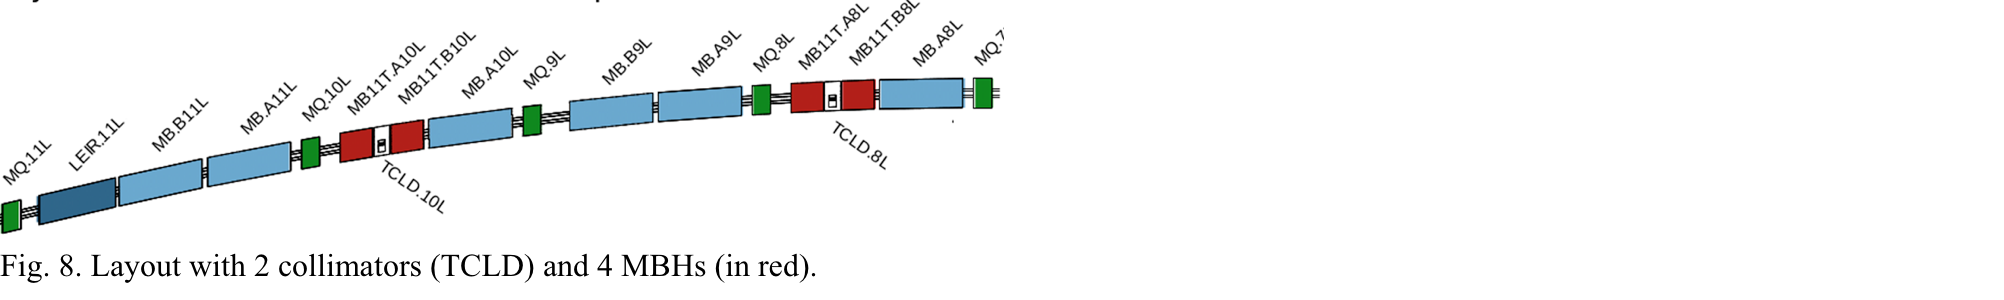 MQ.11L
LEIR.11L
MB.B11L
MB.A11L
MQ.10L
MB11T.A10L
MB11T.B10L
MB.A10L
MQ.9L
MB.B9L
MB.A9L
MQ.8L
MB11T.A8L
MB11T.B8L
MB.A8L
MQ.7
TCLD.10L
TCLD.8L
Fig. 8. Layout with 2 collimators (TCLD) and 4 MBHs (in red).